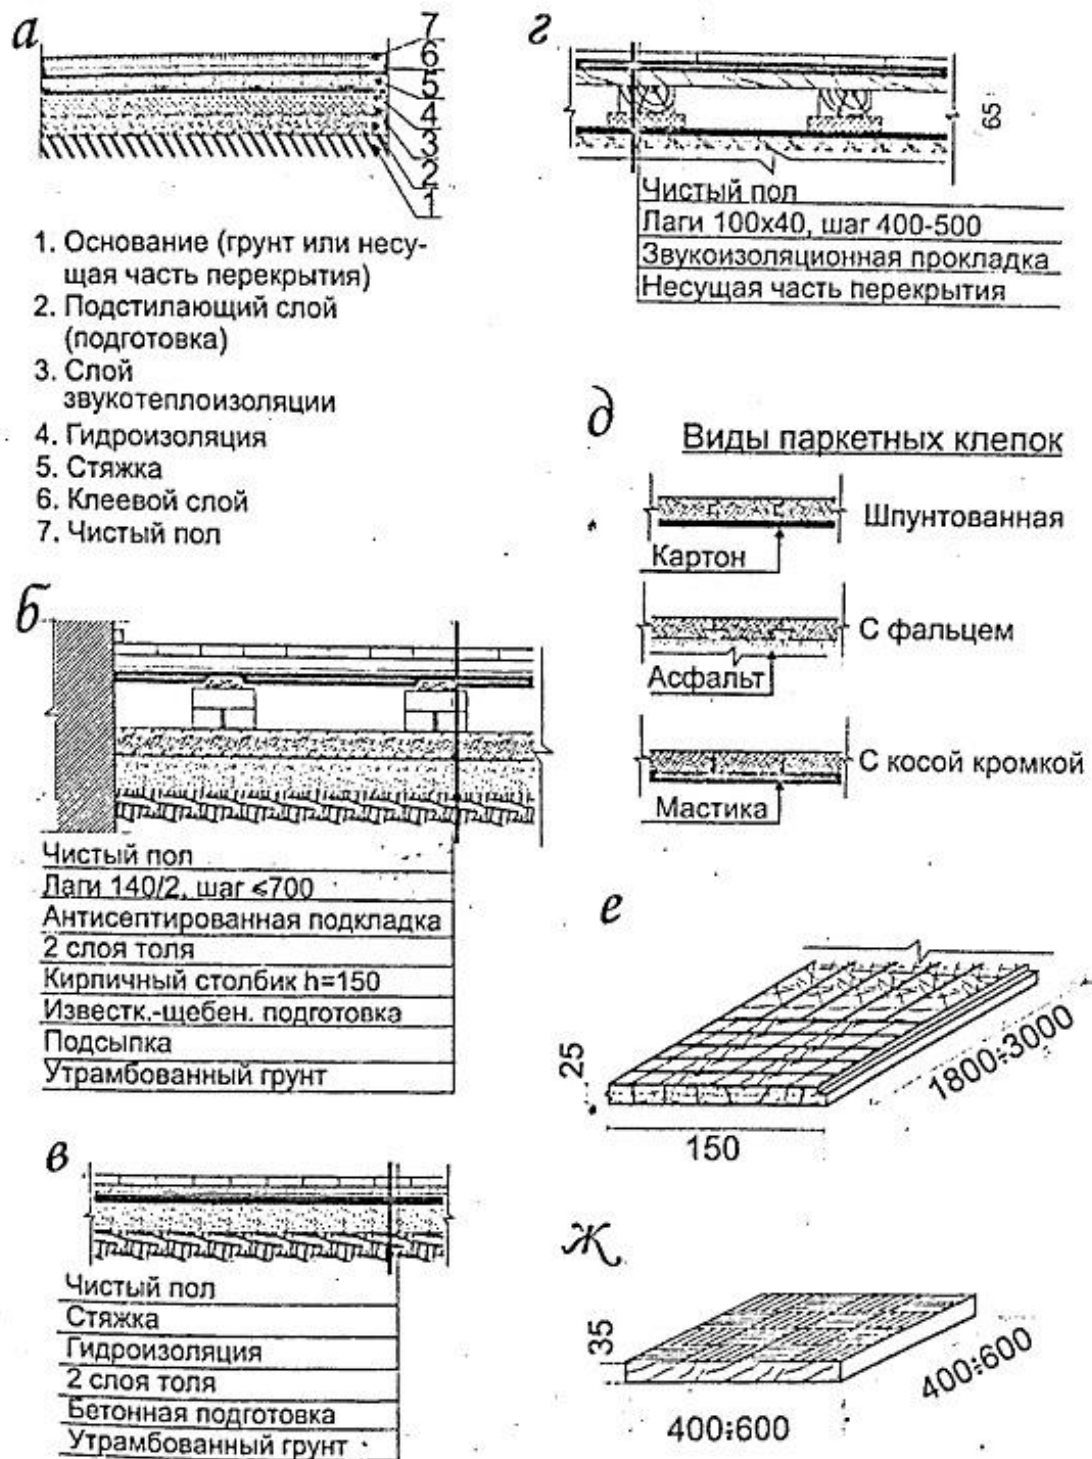 а
7
6
5
4
3
2
1
1. Основание (грунт или несу-
щая часть перекрытия)
2. Подстилающий слой
(подготовка)
3. Слой
звукотеплоизоляции
4. Гидроизоляция
5. Стяжка
6. Клеевой слой
7. Чистый пол
б
Чистый пол
Лаги 140/2, шаг ≤700
Антисептированная подкладка
2 слоя толя
Кирпичный столбик h=150
Известк.-щебен. подготовка
Подсыпка
Утрамбованный грунт
в
Чистый пол
Стяжка
Гидроизоляция
2 слоя толя
Бетонная подготовка
Утрамбованный грунт
г
65
Чистый пол
Лаги 100х40, шаг 400-500
Звукоизоляционная прокладка
Несущая часть перекрытия
д
Виды паркетных клепок
Шпунтованная
Картон
С фальцем
Асфальт
С косой кромкой
Мастика
е
25
150
1800÷3000
ж
35
400÷600
400÷600